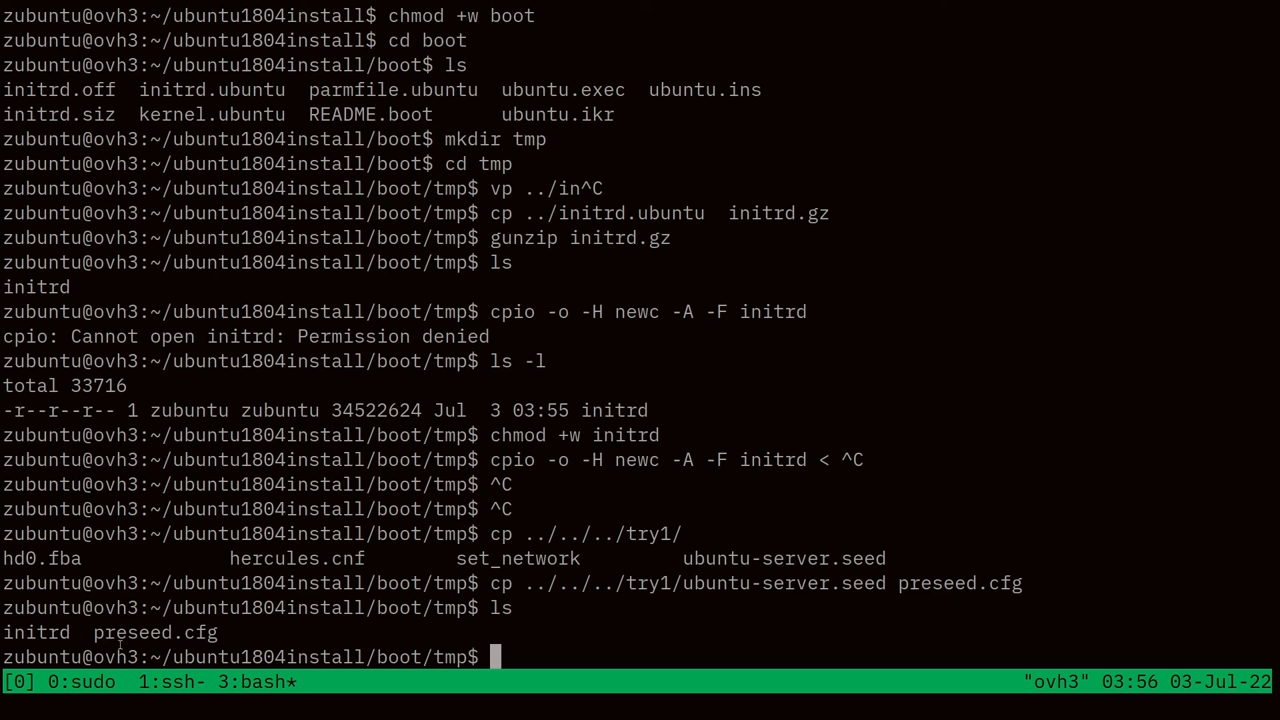 zubuntu@ovh3:~/ubuntu1804install$ chmod +w boot
zubuntu@ovh3:~/ubuntu1804install$ cd boot
zubuntu@ovh3:~/ubuntu1804install/boot$ ls
initrd.off  initrd.ubuntu  parmfile.ubuntu  ubuntu.exec  ubuntu.ins
initrd.siz  kernel.ubuntu  README.boot      ubuntu.ikr
zubuntu@ovh3:~/ubuntu1804install/boot$ mkdir tmp
zubuntu@ovh3:~/ubuntu1804install/boot$ cd tmp
zubuntu@ovh3:~/ubuntu1804install/boot/tmp$ vp ../in^C
zubuntu@ovh3:~/ubuntu1804install/boot/tmp$ cp ../initrd.ubuntu  initrd.gz
zubuntu@ovh3:~/ubuntu1804install/boot/tmp$ gunzip initrd.gz
zubuntu@ovh3:~/ubuntu1804install/boot/tmp$ ls
initrd
zubuntu@ovh3:~/ubuntu1804install/boot/tmp$ cpio -o -H newc -A -F initrd
cpio: Cannot open initrd: Permission denied
zubuntu@ovh3:~/ubuntu1804install/boot/tmp$ ls -l
total 33716
-r--r--r-- 1 zubuntu zubuntu 34522624 Jul  3 03:55 initrd
zubuntu@ovh3:~/ubuntu1804install/boot/tmp$ chmod +w initrd
zubuntu@ovh3:~/ubuntu1804install/boot/tmp$ cpio -o -H newc -A -F initrd < ^C
zubuntu@ovh3:~/ubuntu1804install/boot/tmp$ ^C
zubuntu@ovh3:~/ubuntu1804install/boot/tmp$ ^C
zubuntu@ovh3:~/ubuntu1804install/boot/tmp$ cp ../../../try1/
hd0.fba             hercules.cnf        set_network         ubuntu-server.seed
zubuntu@ovh3:~/ubuntu1804install/boot/tmp$ cp ../../../try1/ubuntu-server.seed preseed.cfg
zubuntu@ovh3:~/ubuntu1804install/boot/tmp$ ls
initrd  preseed.cfg
zubuntu@ovh3:~/ubuntu1804install/boot/tmp$
[0] 0:sudo  1:ssh- 3:bash* "ovh3" 03:56 03-Jul-22